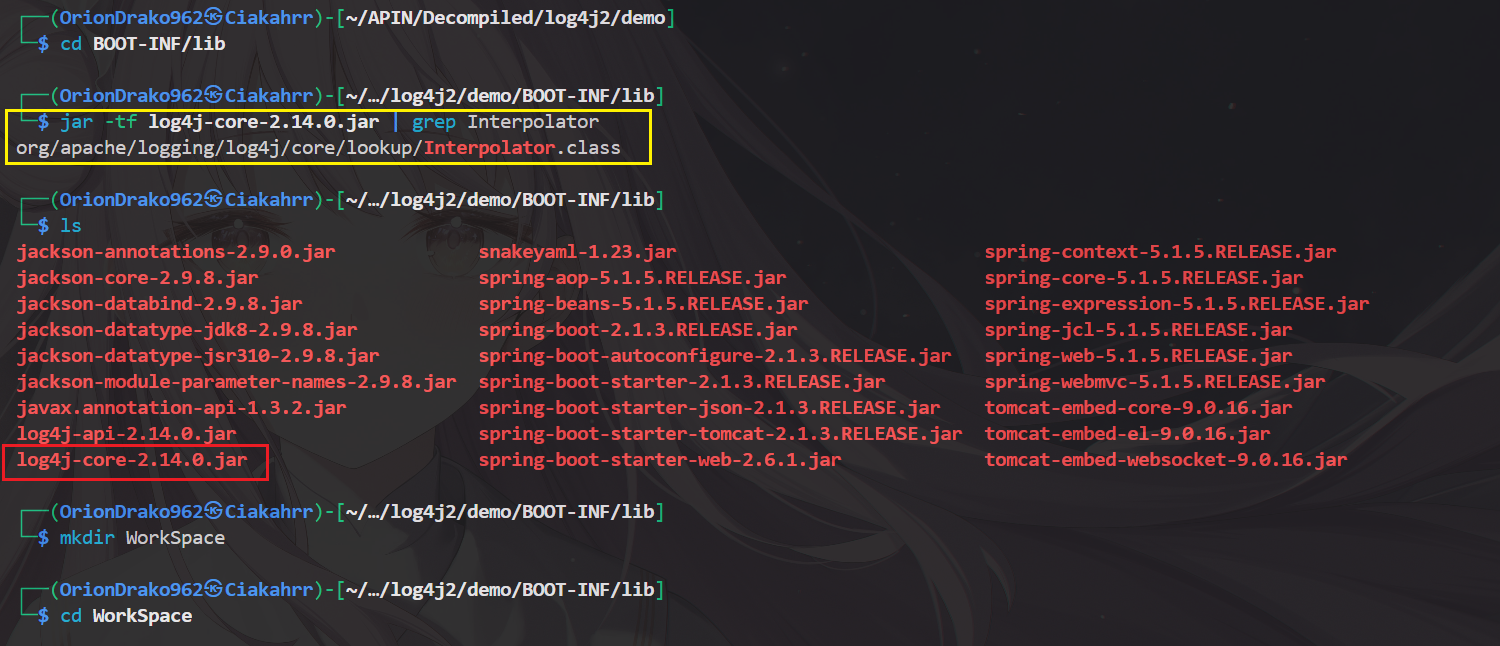 ┌──(OrionDrako962㉿Ciakahrr)-[~/APIN/Decompiled/log4j2/demo]
└─$ cd BOOT-INF/lib
┌──(OrionDrako962㉿Ciakahrr)-[~/…/log4j2/demo/BOOT-INF/lib]
└─$ jar -tf log4j-core-2.14.0.jar | grep Interpolator
org/apache/logging/log4j/core/lookup/Interpolator.class
┌──(OrionDrako962㉿Ciakahrr)-[~/…/log4j2/demo/BOOT-INF/lib]
└─$ ls
jackson-annotations-2.9.0.jar snakeyaml-1.23.jar spring-context-5.1.5.RELEASE.jar
jackson-core-2.9.8.jar spring-aop-5.1.5.RELEASE.jar spring-core-5.1.5.RELEASE.jar
jackson-databind-2.9.8.jar spring-beans-5.1.5.RELEASE.jar spring-expression-5.1.5.RELEASE.jar
jackson-datatype-jdk8-2.9.8.jar spring-boot-2.1.3.RELEASE.jar spring-jcl-5.1.5.RELEASE.jar
jackson-datatype-jsr310-2.9.8.jar spring-boot-autoconfigure-2.1.3.RELEASE.jar spring-web-5.1.5.RELEASE.jar
jackson-module-parameter-names-2.9.8.jar spring-boot-starter-2.1.3.RELEASE.jar spring-webmvc-5.1.5.RELEASE.jar
javax.annotation-api-1.3.2.jar spring-boot-starter-json-2.1.3.RELEASE.jar tomcat-embed-core-9.0.16.jar
log4j-api-2.14.0.jar spring-boot-starter-tomcat-2.1.3.RELEASE.jar tomcat-embed-el-9.0.16.jar
log4j-core-2.14.0.jar spring-boot-starter-web-2.6.1.jar tomcat-embed-websocket-9.0.16.jar
┌──(OrionDrako962㉿Ciakahrr)-[~/…/log4j2/demo/BOOT-INF/lib]
└─$ mkdir WorkSpace
┌──(OrionDrako962㉿Ciakahrr)-[~/…/log4j2/demo/BOOT-INF/lib]
└─$ cd WorkSpace